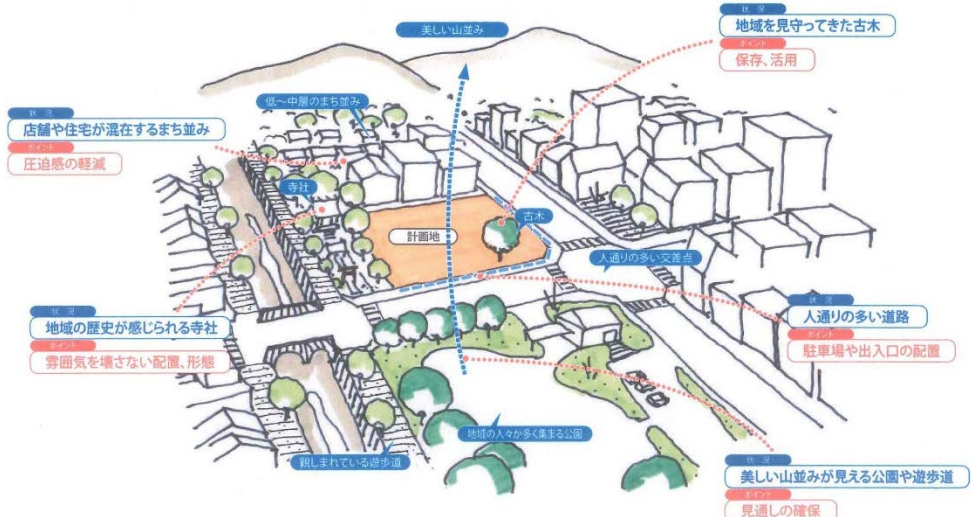 美しい山並み
状況
地域を見守ってきた古木
ポイント
保存、活用
低～中層のまち並み
状況
店舗や住宅が混在するまち並み
ポイント
圧迫感の軽減
寺社
古木
計画地
人通りの多い交差点
状況
地域の歴史が感じられる寺社
ポイント
雰囲気を壊さない配置、形態
状況
人通りの多い道路
ポイント
駐車場や出入口の配置
地域の人々が多く集まる公園
親しまれている遊歩道
状況
美しい山並みが見える公園や遊歩道
ポイント
見通しの確保